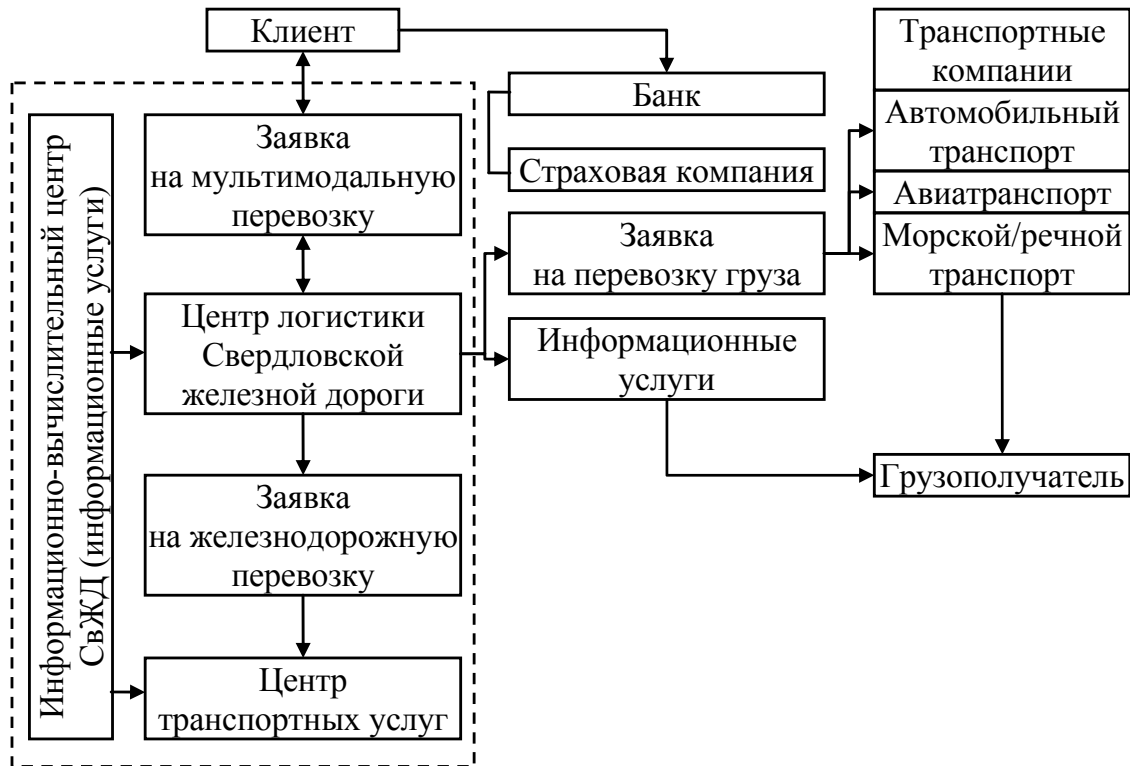 Клиент
Информационно-вычислительный центр
СвЖД (информационные услуги)
Заявка
на мультимодальную
перевозку
Центр логистики
Свердловской
железной дороги
Заявка
на железнодорожную
перевозку
Центр
транспортных услуг
Банк
Страховая компания
Заявка
на перевозку груза
Информационные
услуги
Транспортные
компании
Автомобильный
транспорт
Авиатранспорт
Морской/речной
транспорт
Грузополучатель